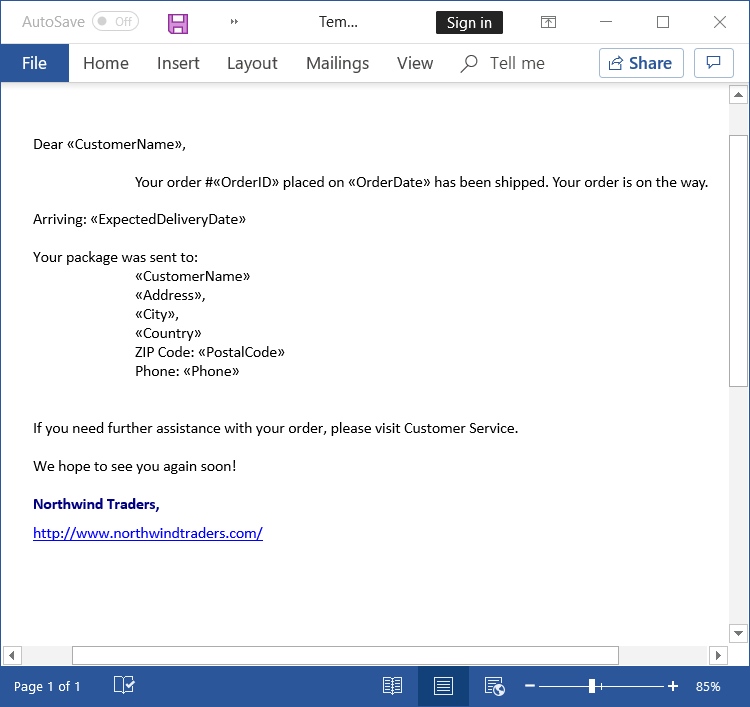 AutoSave Off Tem... Sign in
File Home Insert Layout Mailings View Tell me Share
Dear «CustomerName»,
Your order #«OrderID» placed on «OrderDate» has been shipped. Your order is on the way.
Arriving: «ExpectedDeliveryDate»
Your package was sent to:
«CustomerName»
«Address»,
«City»,
«Country»
ZIP Code: «PostalCode»
Phone: «Phone»
If you need further assistance with your order, please visit Customer Service.
We hope to see you again soon!
Northwind Traders,
http://www.northwindtraders.com/
Page 1 of 1 85%